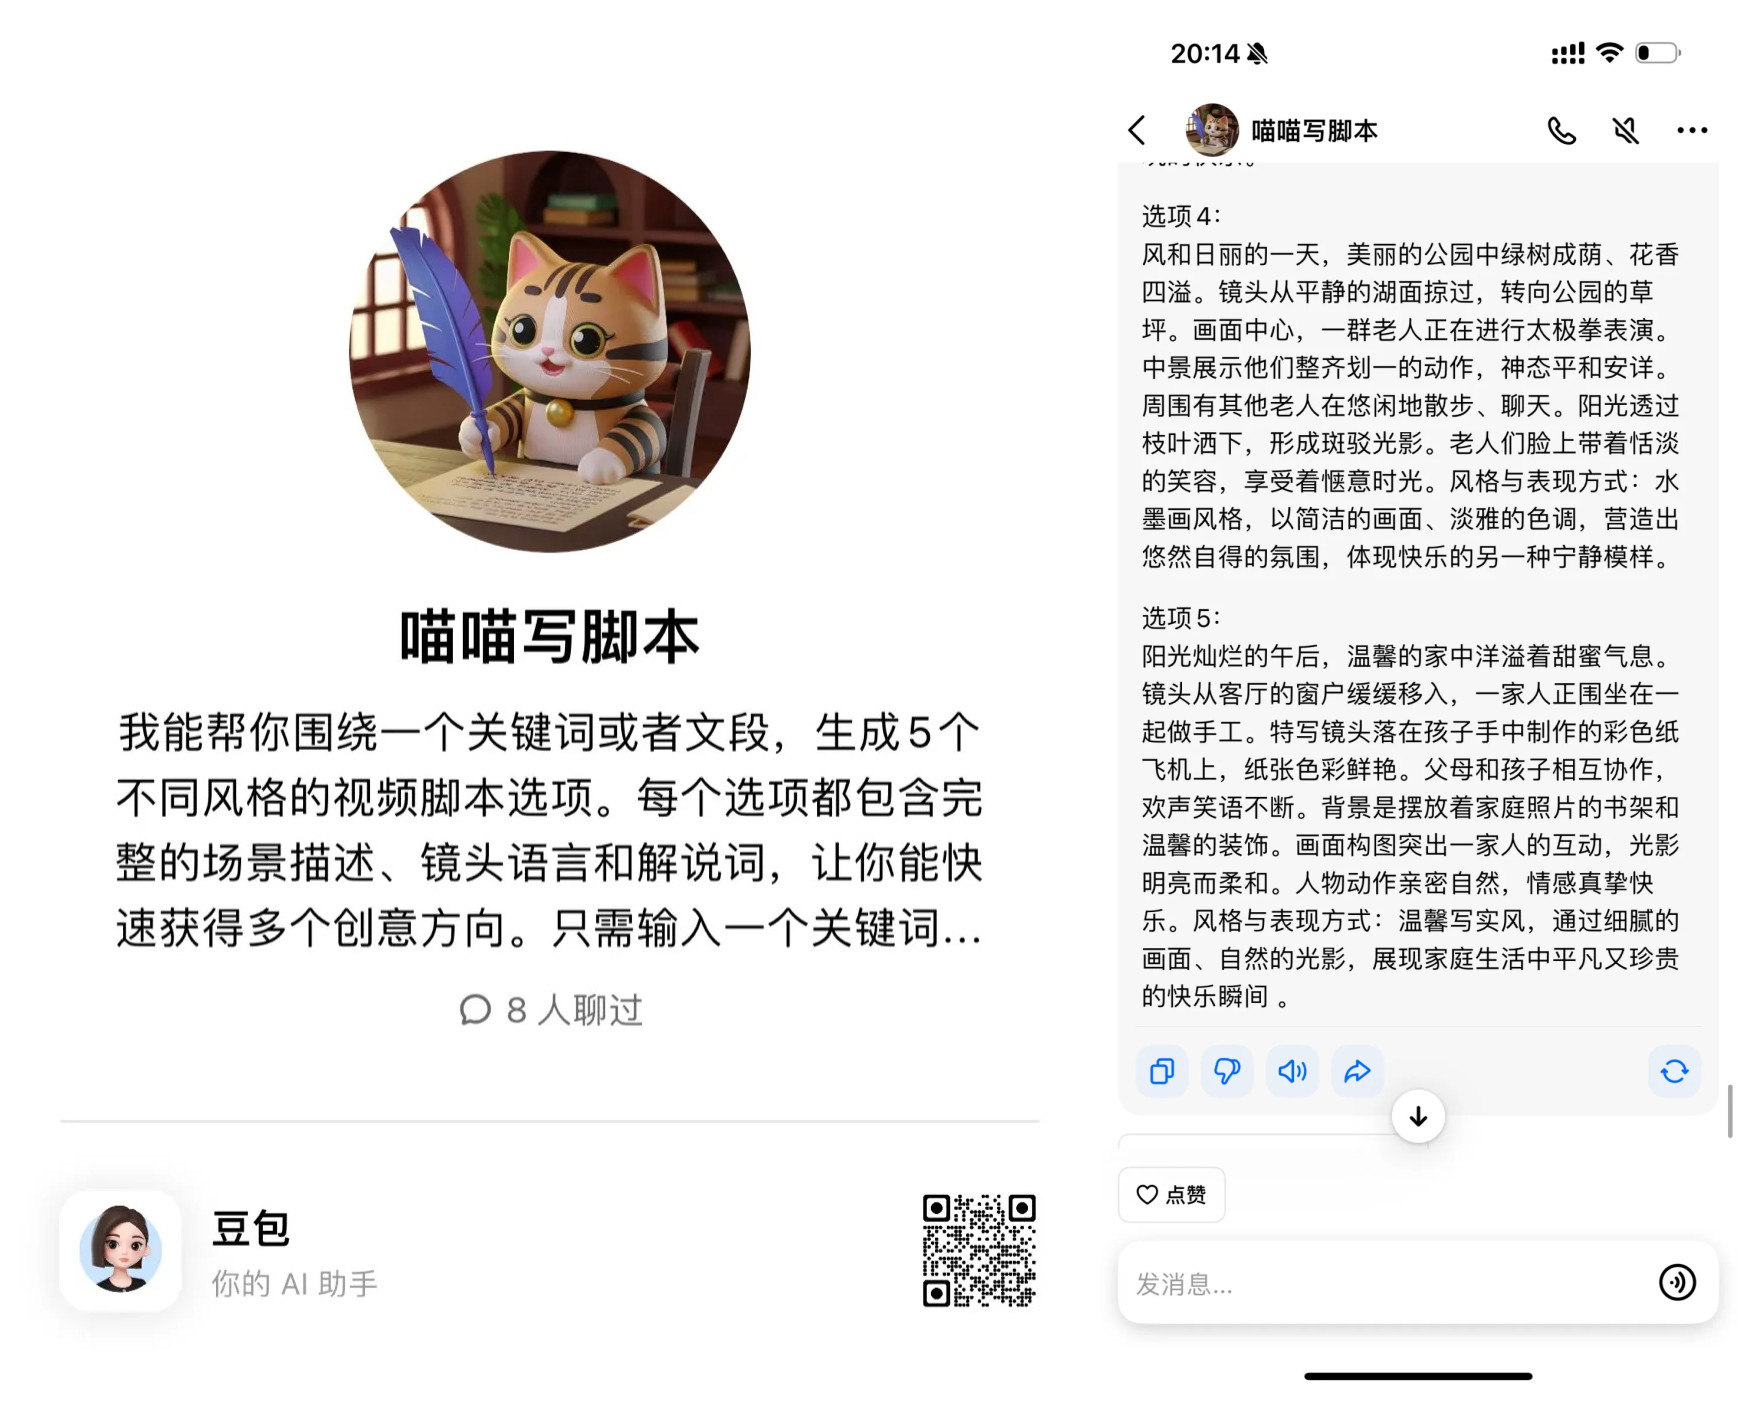 喵喵写脚本
我能帮你围绕一个关键词或者文段，生成5个
不同风格的视频脚本选项。每个选项都包含完
整的场景描述、镜头语言和解说词，让你能快
速获得多个创意方向。只需输入一个关键词...
8 人聊过
豆包
你的 AI 助手
20:14
喵喵写脚本
选项4：
风和日丽的一天，美丽的公园中绿树成荫、花香
四溢。镜头从平静的湖面掠过，转向公园的草
坪。画面中心，一群老人正在进行太极拳表演。
中景展示他们整齐划一的动作，神态平和安详。
周围有其他老人在悠闲地散步、聊天。阳光透过
枝叶洒下，形成斑驳光影。老人们脸上带着恬淡
的笑容，享受着惬意时光。风格与表现方式：水
墨画风格，以简洁的画面、淡雅的色调，营造出
悠然自得的氛围，体现快乐的另一种宁静模样。
选项5：
阳光灿烂的午后，温馨的家中洋溢着甜蜜气息。
镜头从客厅的窗户缓缓移入，一家人正围坐在一
起做手工。特写镜头落在孩子手中制作的彩色纸
飞机上，纸张色彩鲜艳。父母和孩子相互协作，
欢声笑语不断。背景是摆放着家庭照片的书架和
温馨的装饰。画面构图突出一家人的互动，光影
明亮而柔和。人物动作亲密自然，情感真挚快
乐。风格与表现方式：温馨写实风，通过细腻的
画面、自然的光影，展现家庭生活中平凡又珍贵
的快乐瞬间 。
点赞
发消息...